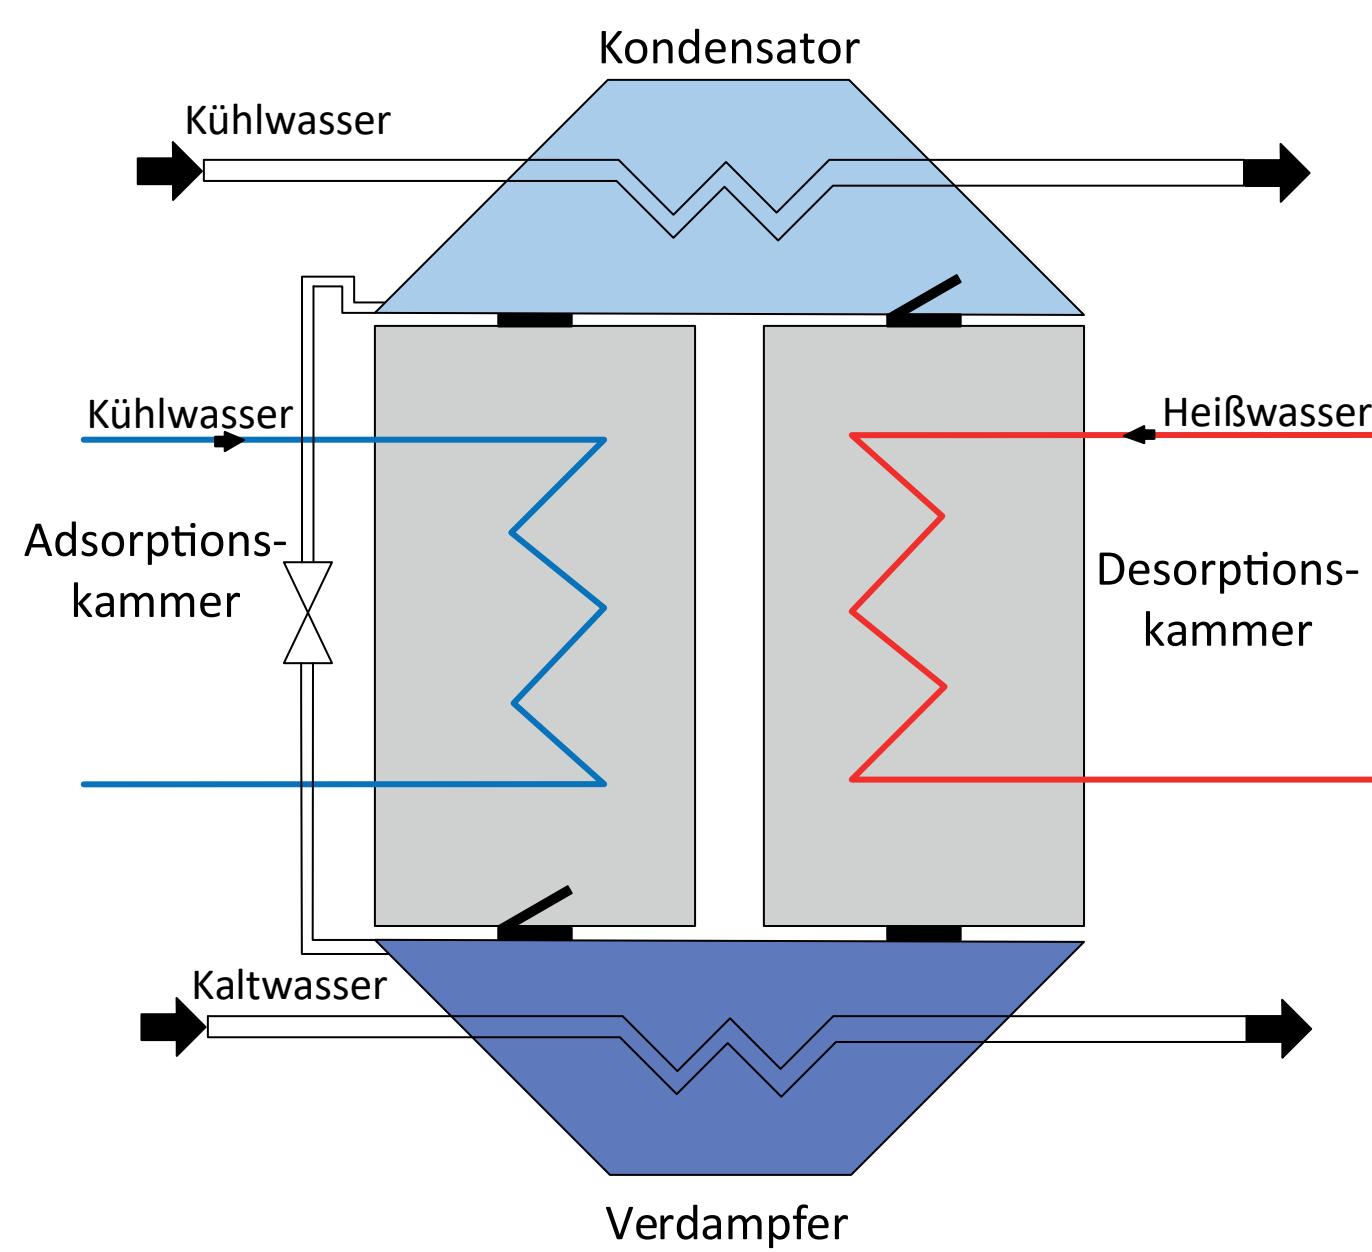 Kondensator
Kühlwasser
Kühlwasser
Heißwasser
Adsorptions-
kammer
Desorptions-
kammer
Kaltwasser
Verdampfer